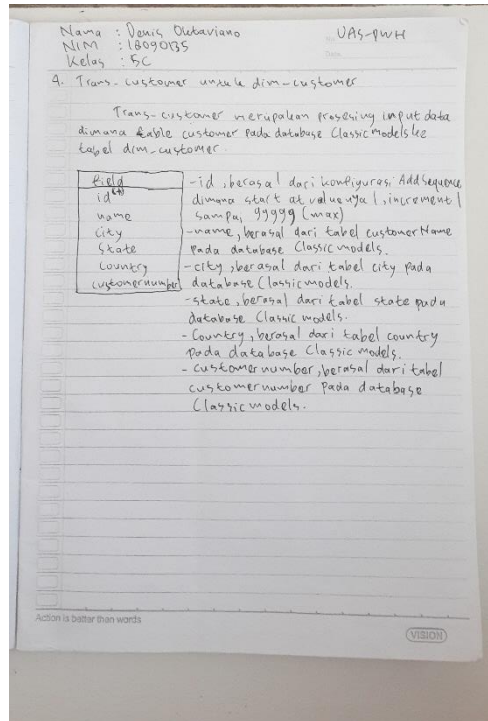 Nama : Denis Oktaviano UAS-PWH
NIM : 18090135
Kelas : 5C
4. Trans-customer untuk dim-customer
Trans-customer merupakan prosesing input data
dimana table customer pada database Classicmodels ke
tabel dim-customer.
field
id
name
city
state
country
customernumber
-id, berasal dari konfigurasi Add Sequence
dimana start at value nya 1, increment 1
sampai 99999 (max)
-name, berasal dari tabel customerName
pada database Classicmodels.
-city, berasal dari tabel city pada
database Classicmodels.
-state, berasal dari tabel state pada
database Classic models.
-Country, berasal dari tabel country
pada database Classic models.
- customernumber, berasal dari tabel
customernumber pada database
Classicmodels.
Action is better than words
VISION